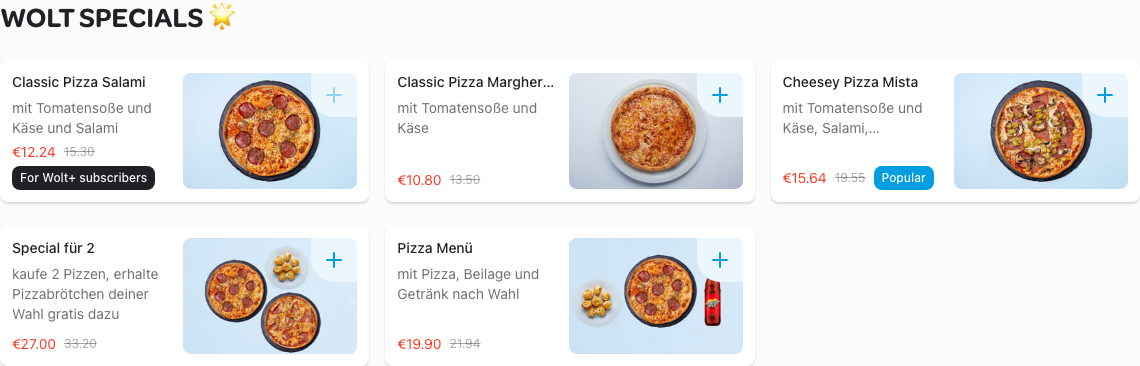 WOLT SPECIALS 🌟
Classic Pizza Salami
mit Tomatensoße und
Käse und Salami
€12.24 15.30
For Wolt+ subscribers
Classic Pizza Margher...
mit Tomatensoße und
Käse
€10.80 13.50
Cheesey Pizza Mista
mit Tomatensoße und
Käse, Salami,...
€15.64 19.55 Popular
Special für 2
kaufe 2 Pizzen, erhalte
Pizzabrötchen deiner
Wahl gratis dazu
€27.00 33.20
Pizza Menü
mit Pizza, Beilage und
Getränk nach Wahl
€19.90 21.94